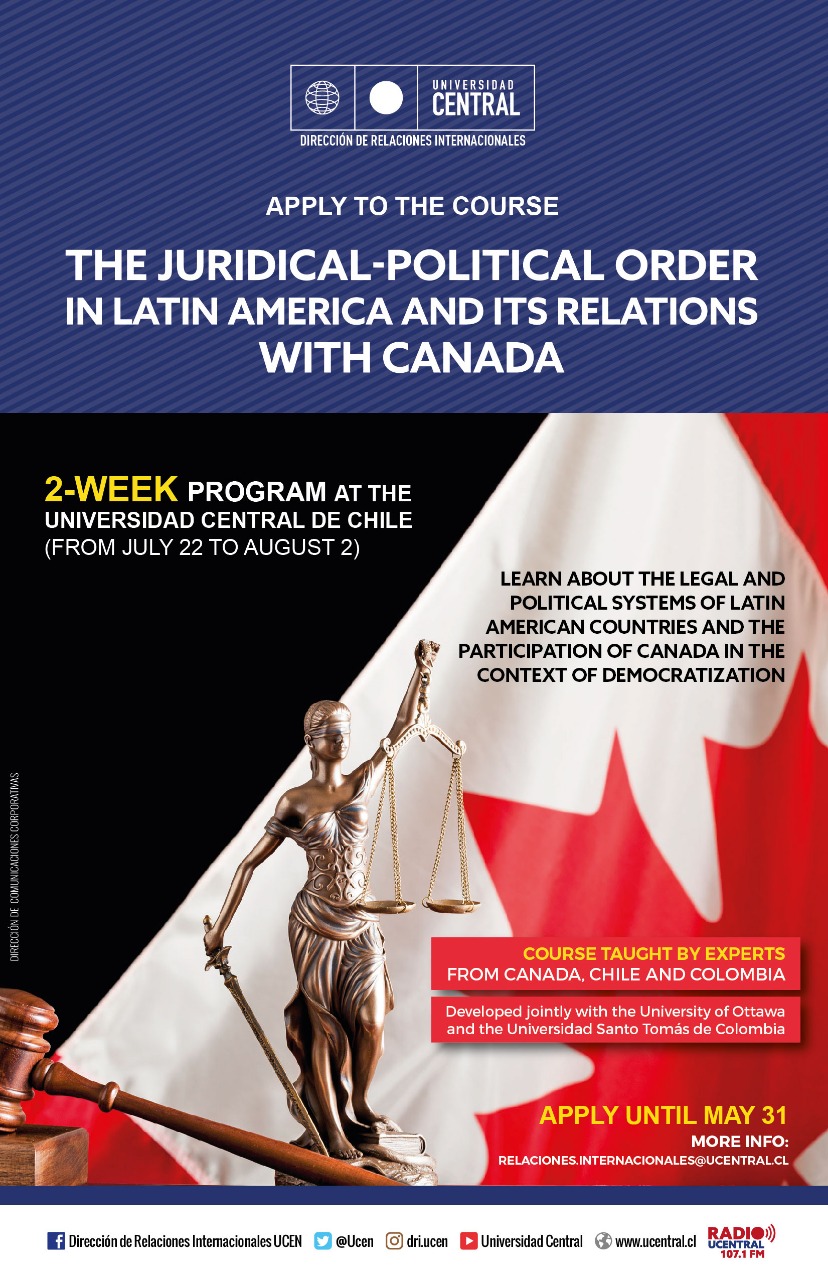 UNIVERSIDAD
CENTRAL
DIRECCIÓN DE RELACIONES INTERNACIONALES
APPLY TO THE COURSE
THE JURIDICAL-POLITICAL ORDER
IN LATIN AMERICA AND ITS RELATIONS
WITH CANADA
2-WEEK PROGRAM AT THE
UNIVERSIDAD CENTRAL DE CHILE
(FROM JULY 22 TO AUGUST 2)
LEARN ABOUT THE LEGAL AND
POLITICAL SYSTEMS OF LATIN
AMERICAN COUNTRIES AND THE
PARTICIPATION OF CANADA IN THE
CONTEXT OF DEMOCRATIZATION
DIRECCIÓN DE COMUNICACIONES CORPORATIVAS
COURSE TAUGHT BY EXPERTS
FROM CANADA, CHILE AND COLOMBIA
Developed jointly with the University of Ottawa
and the Universidad Santo Tomás de Colombia
APPLY UNTIL MAY 31
MORE INFO:
RELACIONES.INTERNACIONALES@UCENTRAL.CL
Dirección de Relaciones Internacionales UCEN @Ucen dri.ucen Universidad Central www.ucentral.cl
RADIO
UCENTRAL
107.1 FM